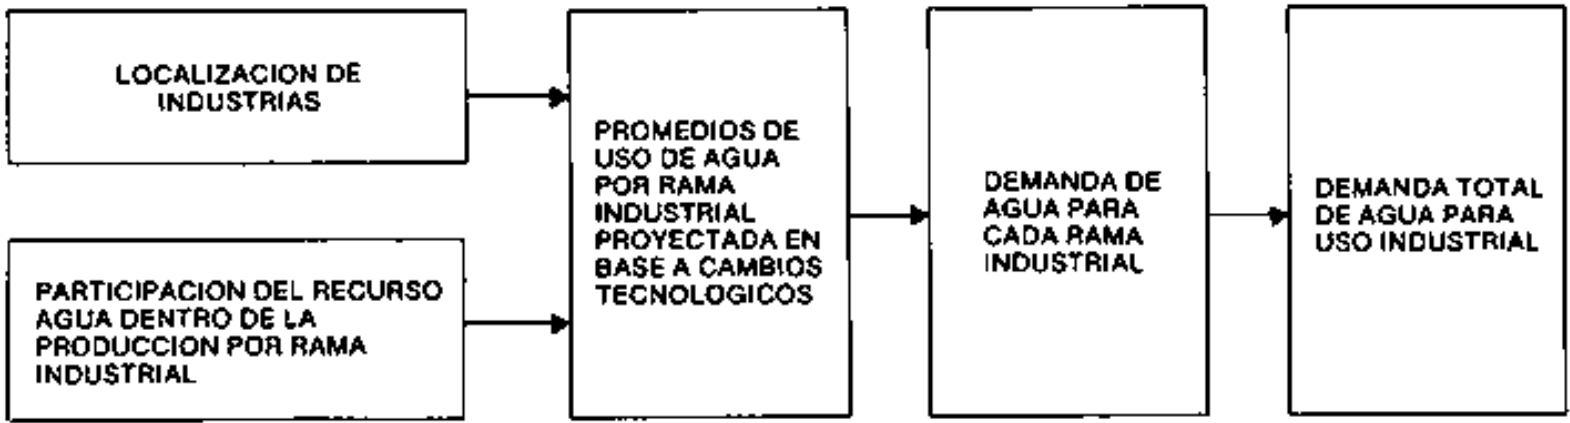 LOCALIZACION DE
INDUSTRIAS
PARTICIPACION DEL RECURSO
AGUA DENTRO DE LA
PRODUCCION POR RAMA
INDUSTRIAL
PROMEDIOS DE
USO DE AGUA
POR RAMA
INDUSTRIAL
PROYECTADA EN
BASE A CAMBIOS
TECNOLOGICOS
DEMANDA DE
AGUA PARA
CADA RAMA
INDUSTRIAL
DEMANDA TOTAL
DE AGUA PARA
USO INDUSTRIAL